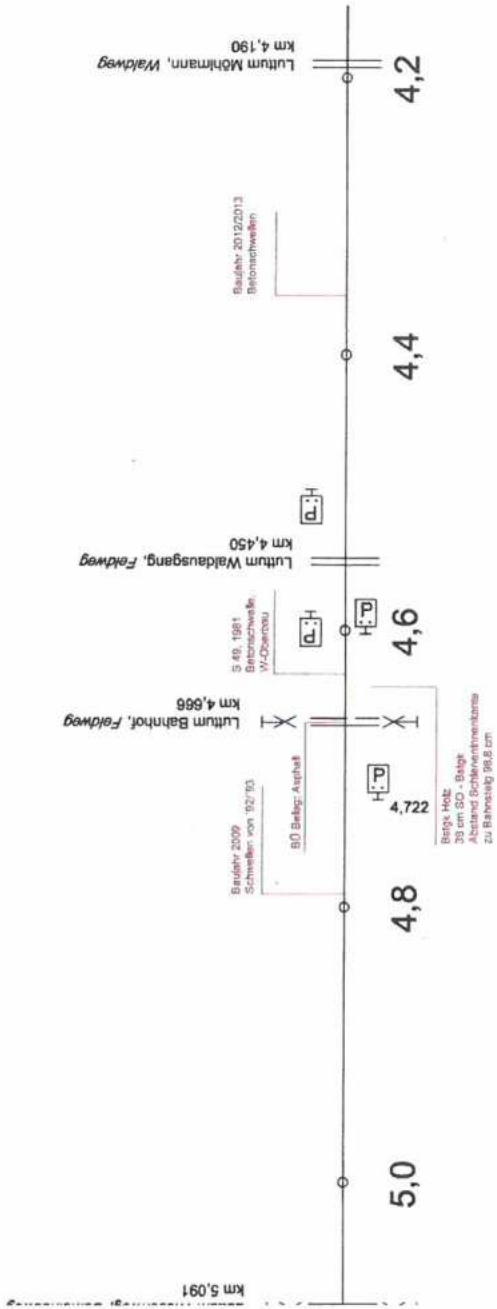 km 5,091
5,0
4,8
Baujahr 2009
Schwellen von '92/'93
BÜ Belag: Asphalt
Luttum Bahnhof, Feldweg
km 4,666
P
4,722
Bstgk Holz
38 cm SO - Bstgk
Abstand Schieneninnenkante
zu Bahnsteig 98,8 cm
S 49, 1981
Betonschwelle,
W-Oberbau
P
P
4,6
Luttum Waldausgang, Feldweg
km 4,450
P
4,4
Baujahr 2012/2013
Betonschwellen
Luttum Möhlmann, Waldweg
km 4,190
4,2